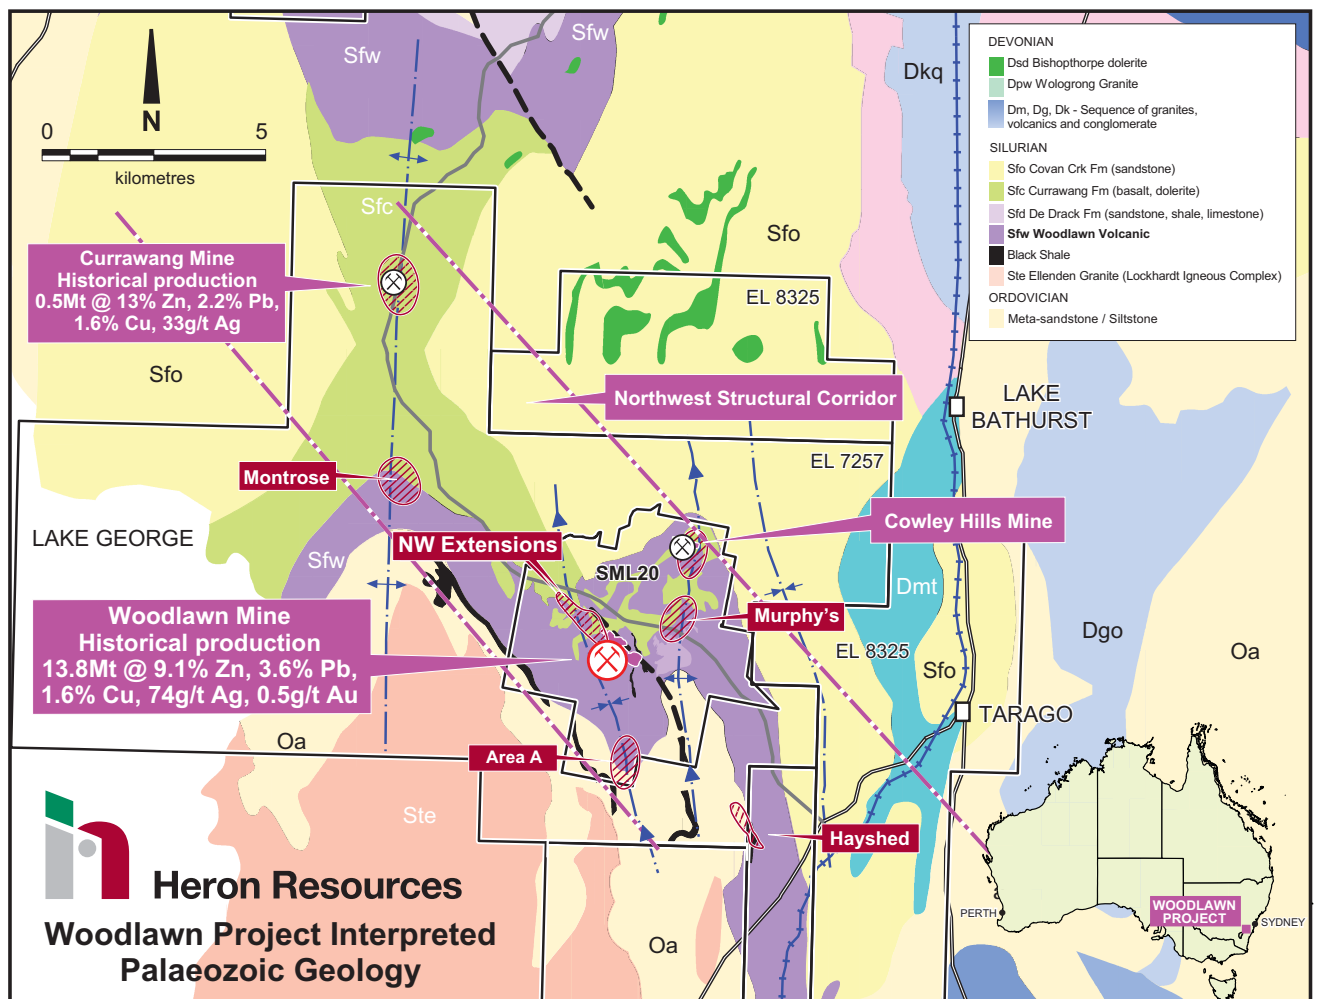 Sfw
Sfw
Dkq
N
0 5
kilometres
DEVONIAN
Dsd Bishopthorpe dolerite
Dpw Wologrong Granite
Dm, Dg, Dk - Sequence of granites,
volcanics and conglomerate
SILURIAN
Sfo Covan Crk Fm (sandstone)
Sfc Currawang Fm (basalt, dolerite)
Sfd De Drack Fm (sandstone, shale, limestone)
Sfw Woodlawn Volcanic
Black Shale
Ste Ellenden Granite (Lockhardt Igneous Complex)
ORDOVICIAN
Meta-sandstone / Siltstone
Sfc
Sfo
Currawang Mine
Historical production
0.5Mt @ 13% Zn, 2.2% Pb,
1.6% Cu, 33g/t Ag
EL 8325
Sfo
Northwest Structural Corridor
LAKE
BATHURST
EL 7257
Montrose
Cowley Hills Mine
LAKE GEORGE
NW Extensions
Sfw
SML20
Dmt
Woodlawn Mine
Historical production
13.8Mt @ 9.1% Zn, 3.6% Pb,
1.6% Cu, 74g/t Ag, 0.5g/t Au
Murphy's
Dgo
EL 8325
Oa
Sfo
TARAGO
Oa
Area A
Ste
Hayshed
Heron Resources
Woodlawn Project Interpreted
Palaeozoic Geology
Oa
PERTH
WOODLAWN
PROJECT
SYDNEY